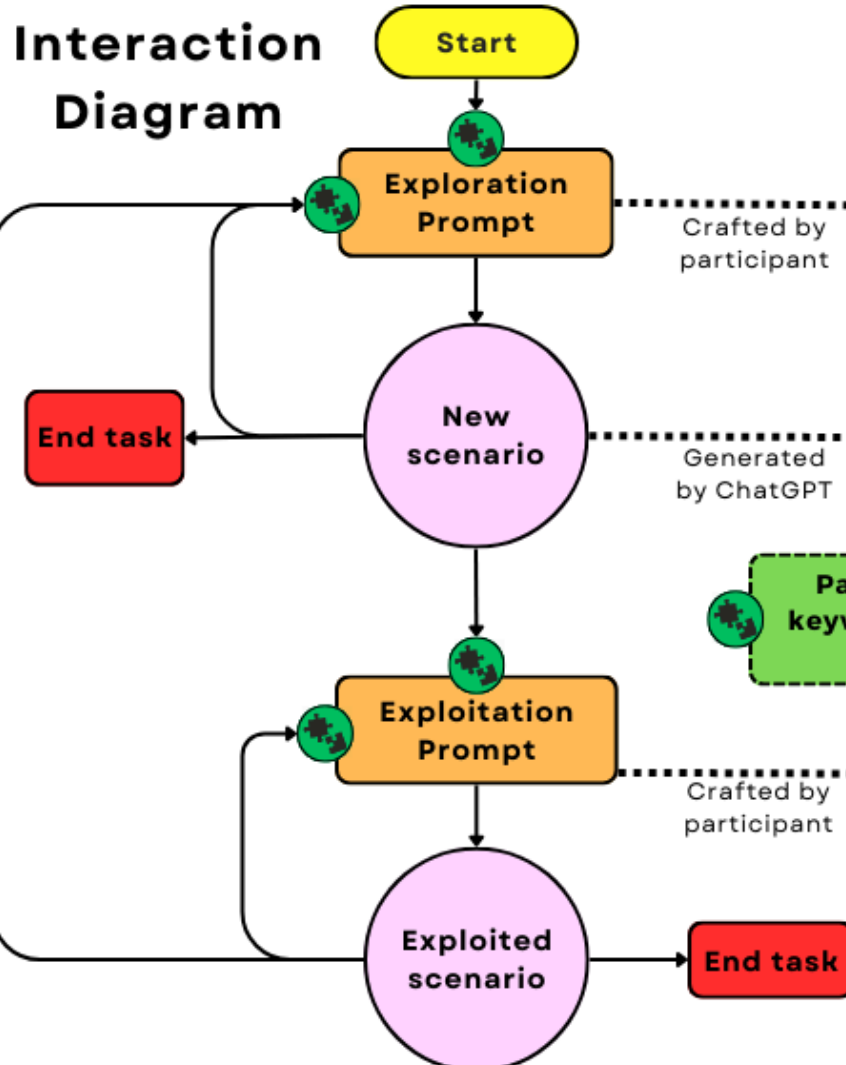 Interaction
Diagram
Start
Exploration
Prompt
Crafted by
participant
New
scenario
End task
Generated
by ChatGPT
Exploitation
Prompt
Crafted by
participant
Exploited
scenario
End task